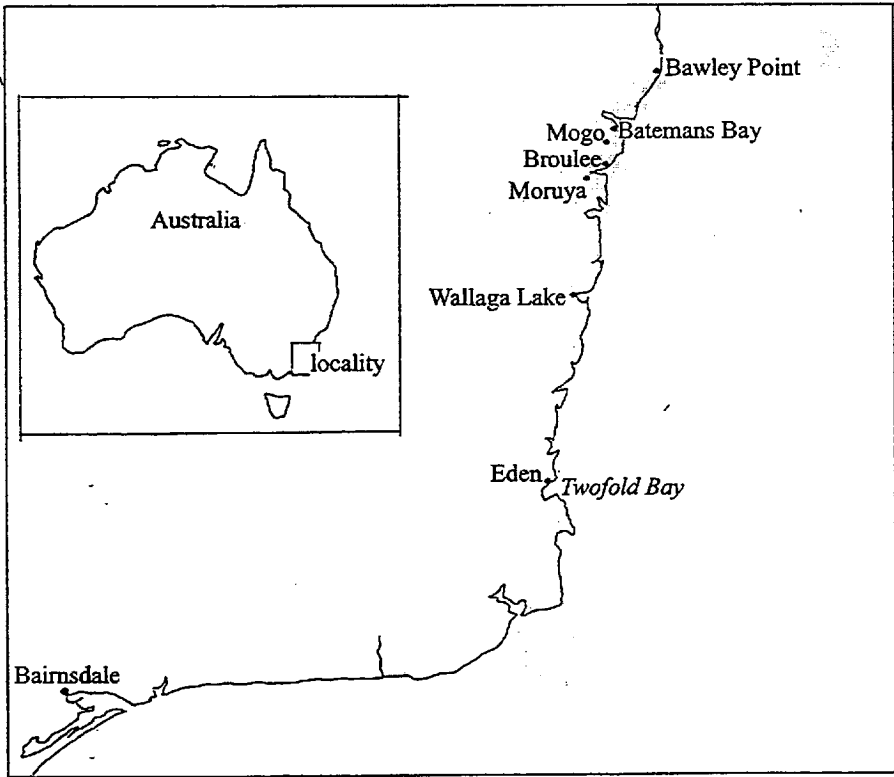 Bawley Point
Mogo
Batemans Bay
Broulee
Moruya
Australia
Wallaga Lake
locality
Eden
Twofold Bay
Bairnsdale